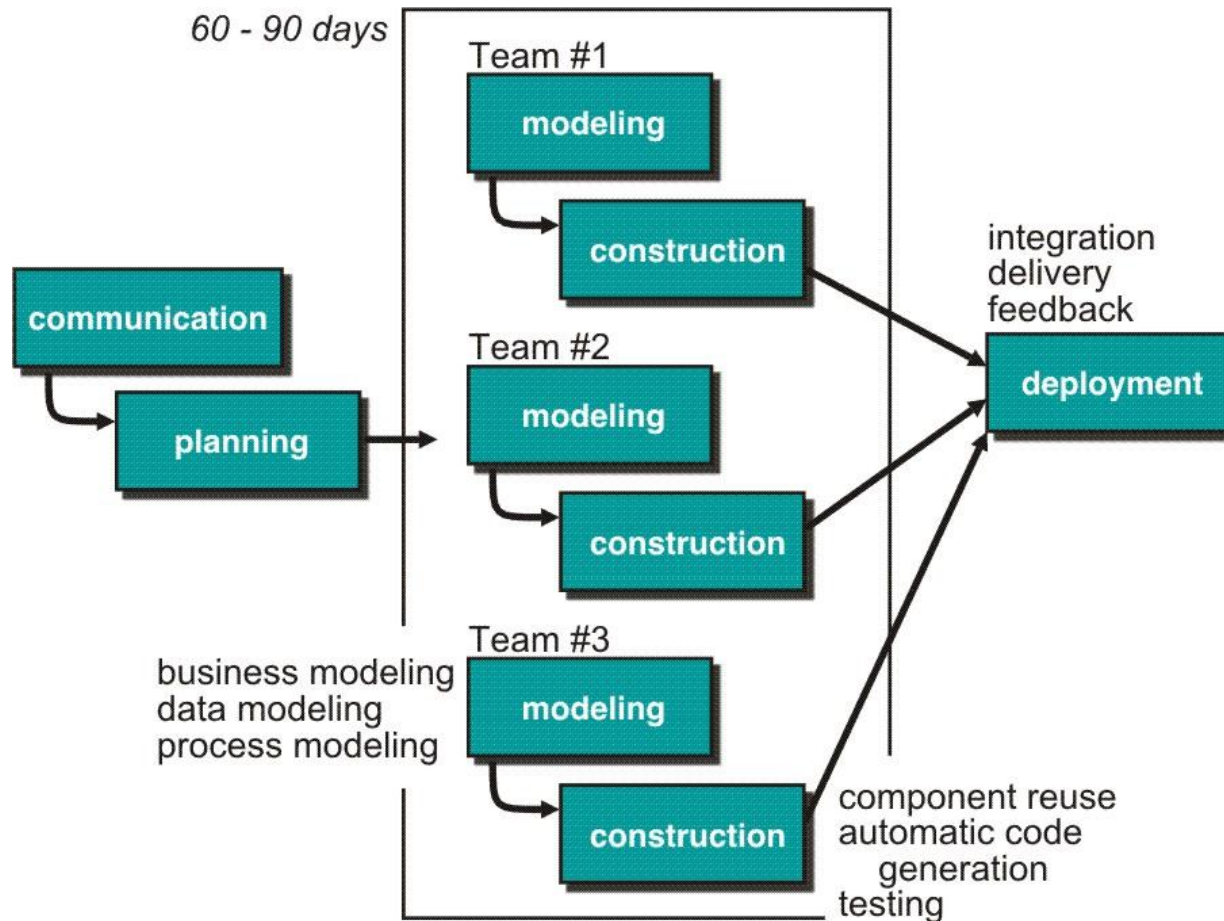 60 - 90 days
Team #1
modeling
construction
communication
planning
Team #2
modeling
construction
Team #3
business modeling
data modeling
process modeling
modeling
construction
component reuse
automatic code
generation
testing
integration
delivery
feedback
deployment